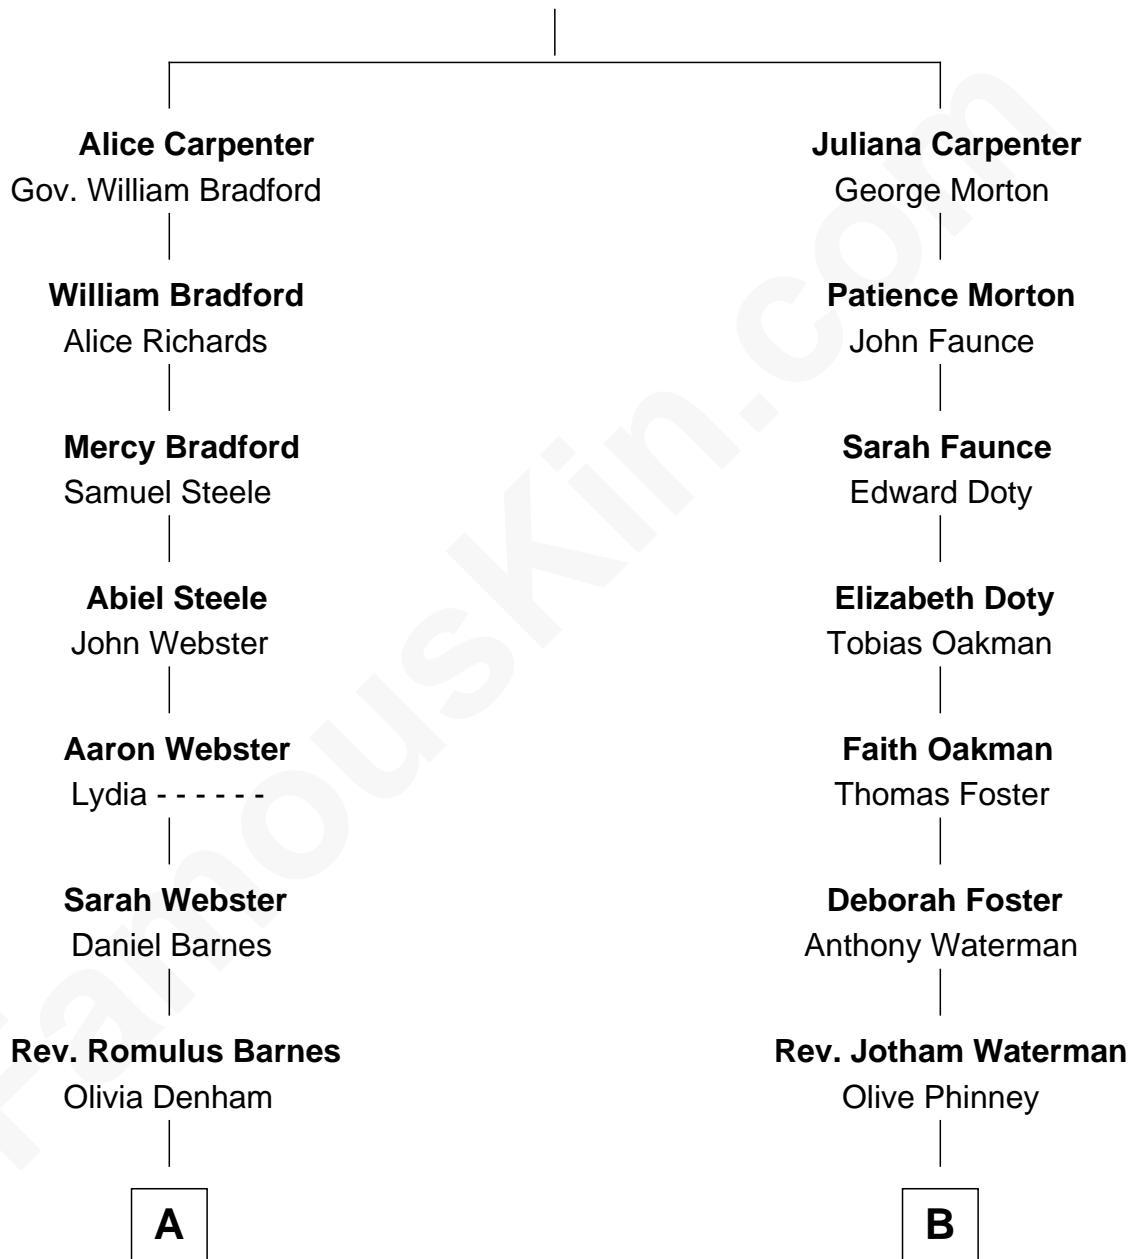 Alice Carpenter
Gov. William Bradford
William Bradford
Alice Richards
Mercy Bradford
Samuel Steele
Abiel Steele
John Webster
Aaron Webster
Lydia - - - - - -
Sarah Webster
Daniel Barnes
Rev. Romulus Barnes
Olivia Denham
A
Juliana Carpenter
George Morton
Patience Morton
John Faunce
Sarah Faunce
Edward Doty
Elizabeth Doty
Tobias Oakman
Faith Oakman
Thomas Foster
Deborah Foster
Anthony Waterman
Rev. Jotham Waterman
Olive Phinney
B
FamousKin.com